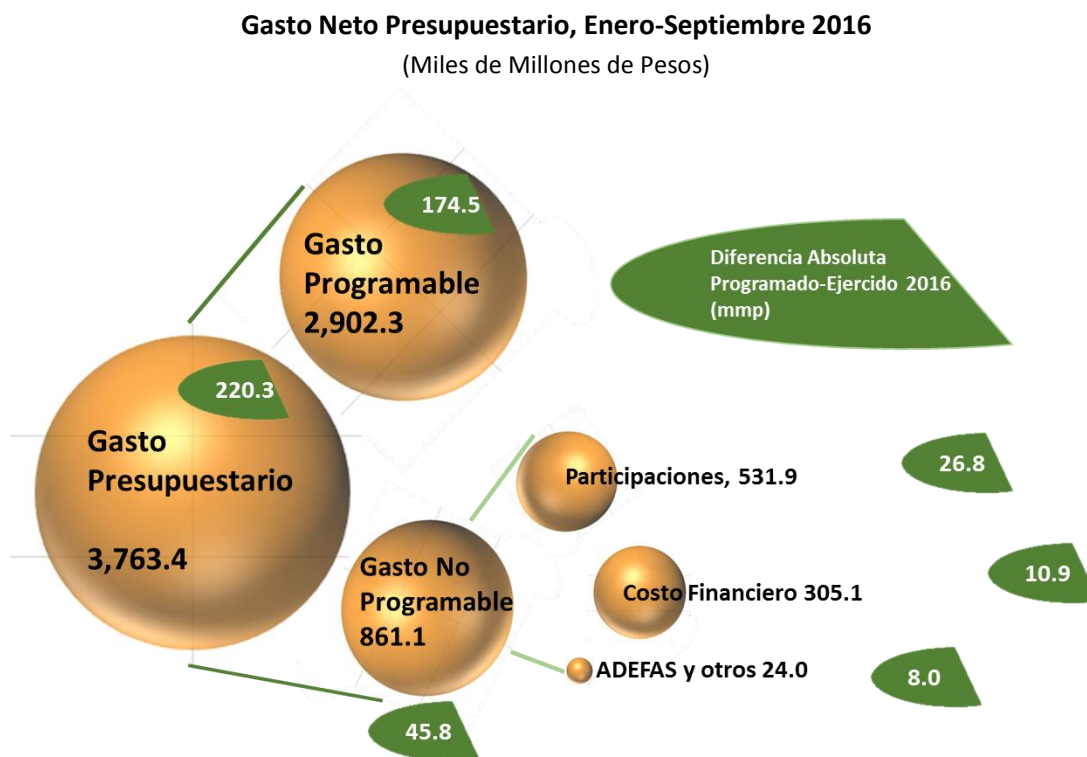 Gasto Neto Presupuestario, Enero-Septiembre 2016
(Miles de Millones de Pesos)
174.5
Gasto
Programable
2,902.3
Diferencia Absoluta
Programado-Ejercido 2016
(mmp)
220.3
Gasto
Presupuestario
3,763.4
Participaciones, 531.9
26.8
Gasto No
Programable
861.1
Costo Financiero 305.1
10.9
ADEFAS y otros 24.0
8.0
45.8